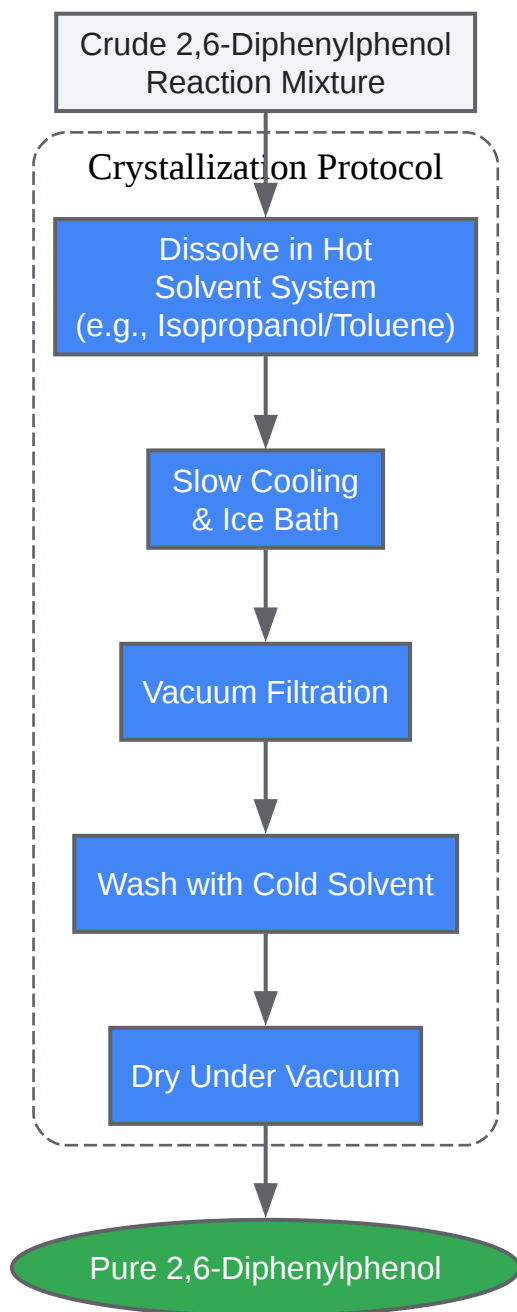 Crude 2,6-Diphenylphenol
Reaction Mixture
Crystallization Protocol
Dissolve in Hot
Solvent System
(e.g., Isopropanol/Toluene)
Slow Cooling
& Ice Bath
Vacuum Filtration
Wash with Cold Solvent
Dry Under Vacuum
Pure 2,6-Diphenylphenol